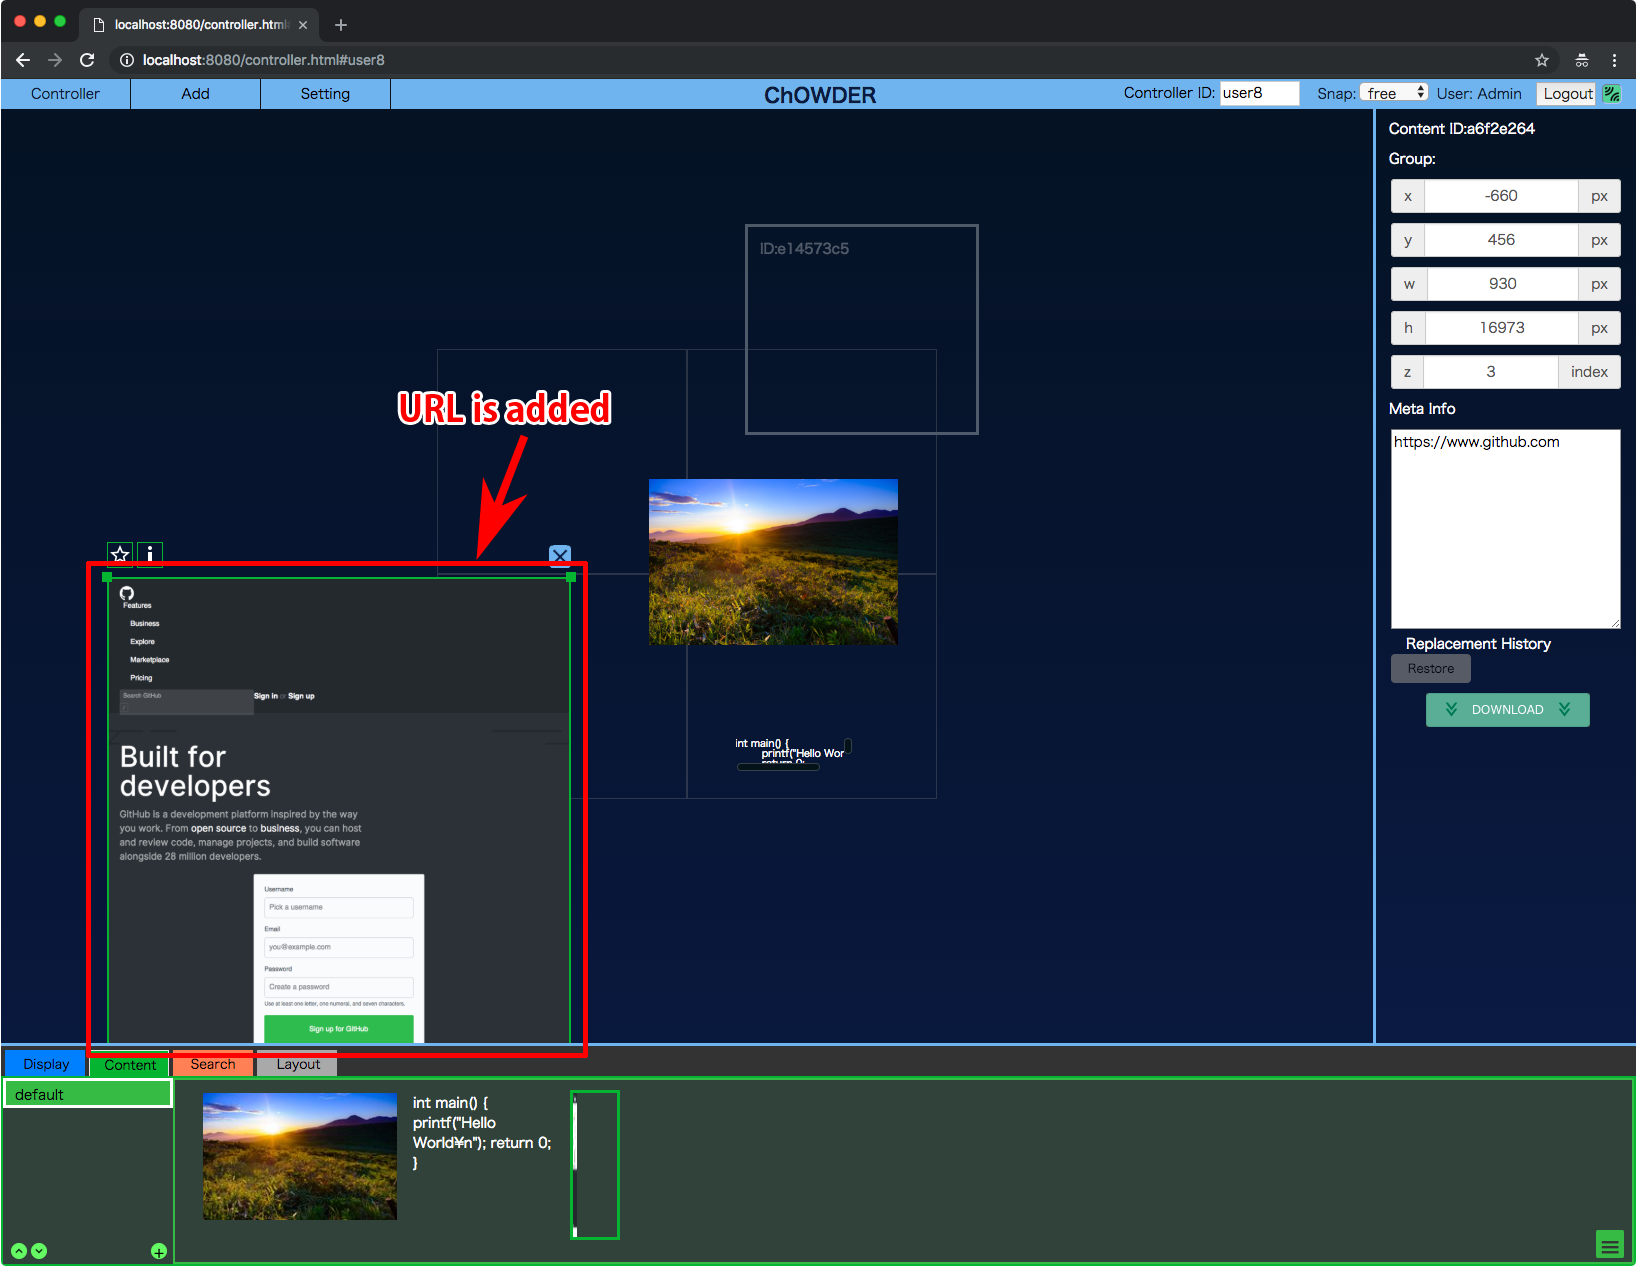 localhost:8080/controller.html
localhost:8080/controller.html#user8
Controller
Add
Setting
ChOWDER
Controller ID: user8
Snap: free
User: Admin
Logout
Content ID:a6f2e264
Group:
x -660 px
y 456 px
w 930 px
h 16973 px
z 3 index
Meta Info
https://www.github.com
Replacement History
Restore
DOWNLOAD
ID:e14573c5
URL is added
i
Features
Business
Explore
Marketplace
Pricing
Search GitHub
/
Sign in or Sign up
Built for
developers
GitHub is a development platform inspired by the way
you work. From open source to business, you can host
and review code, manage projects, and build software
alongside 28 million developers.
Username
Pick a username
Email
you@example.com
Password
Create a password
Use at least one letter, one numeral, and seven characters.
Sign up for GitHub
int main() {
printf("Hello Wor
return 0;
Display
Content
Search
Layout
default
int main() {
printf("Hello
World¥n"); return 0;
}